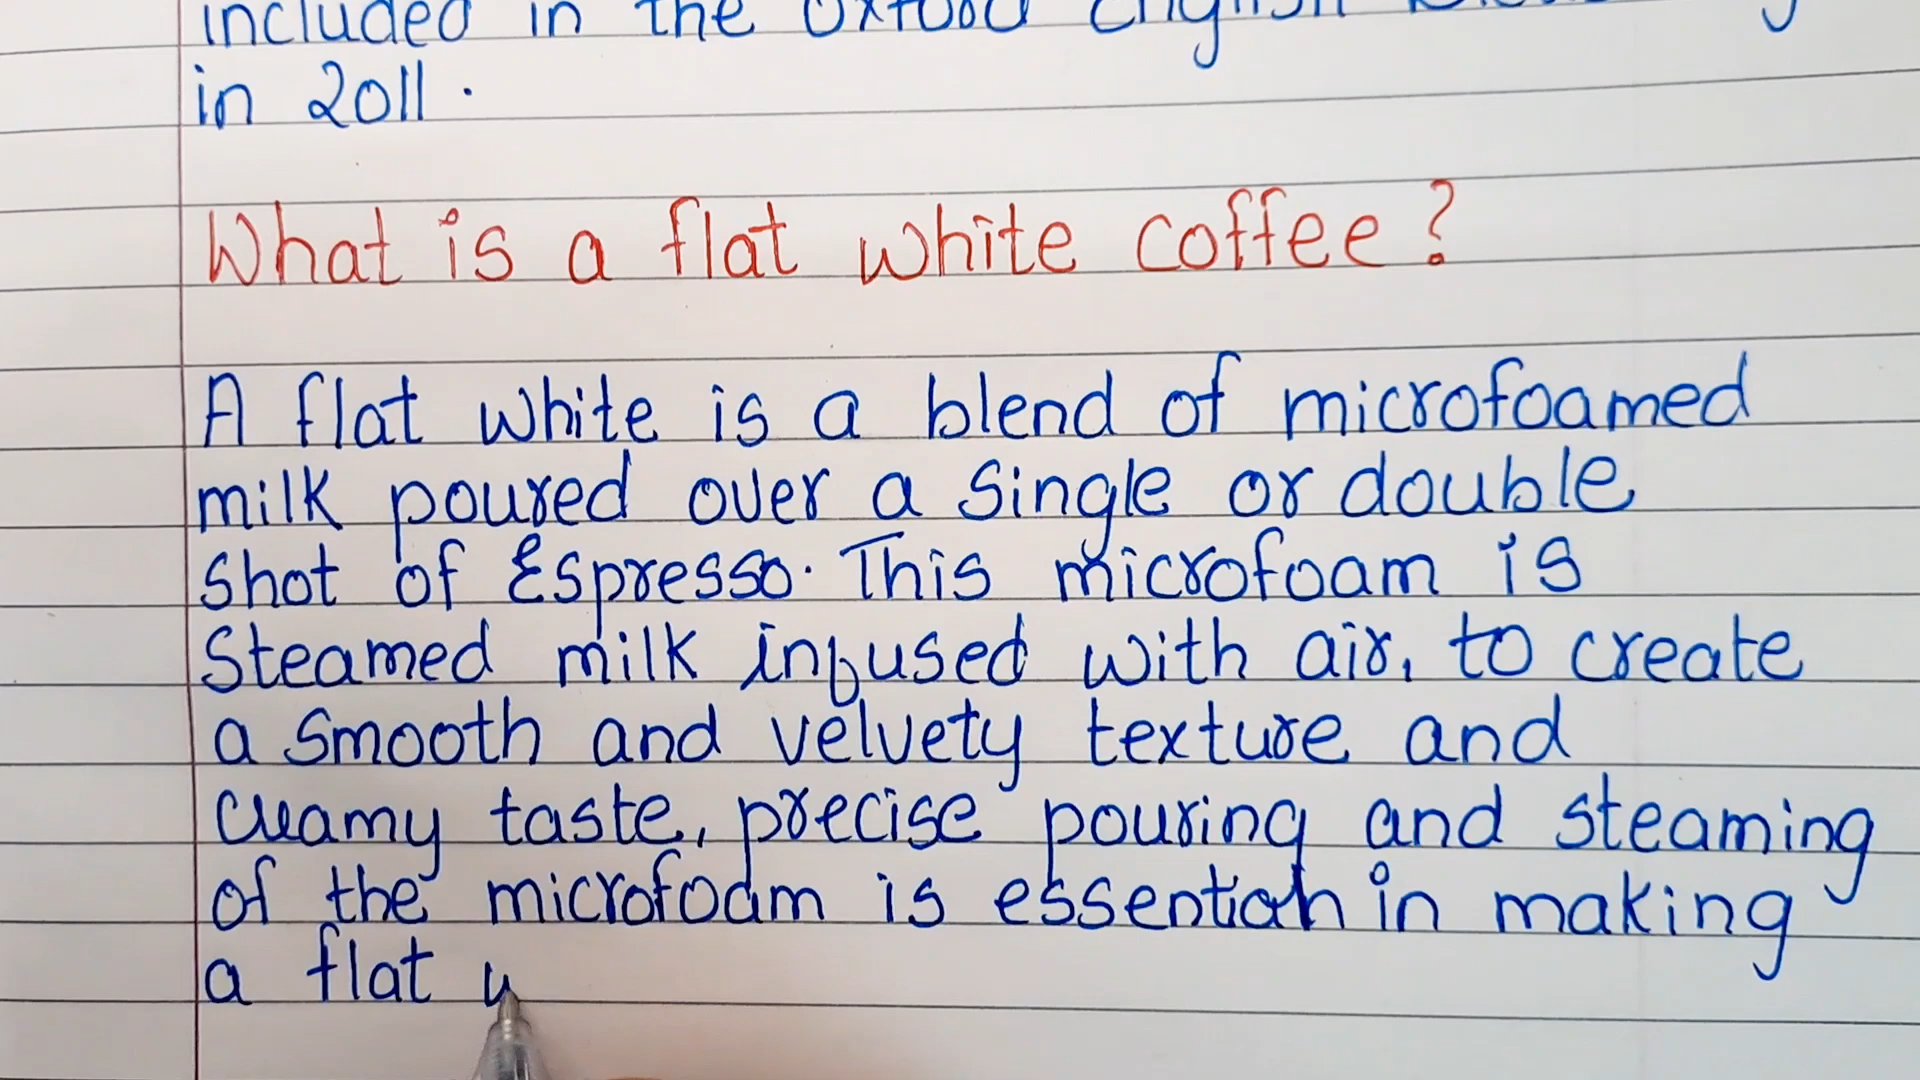 included in the Oxford English
in 2011.
What is a flat white coffee?
A flat white is a blend of microfoamed
milk poured over a single or double
shot of Espresso. This microfoam is
Steamed milk infused with air, to create
a smooth and velvety texture and
creamy taste, precise pouring and steaming
of the microfoam is essential in making
a flat w